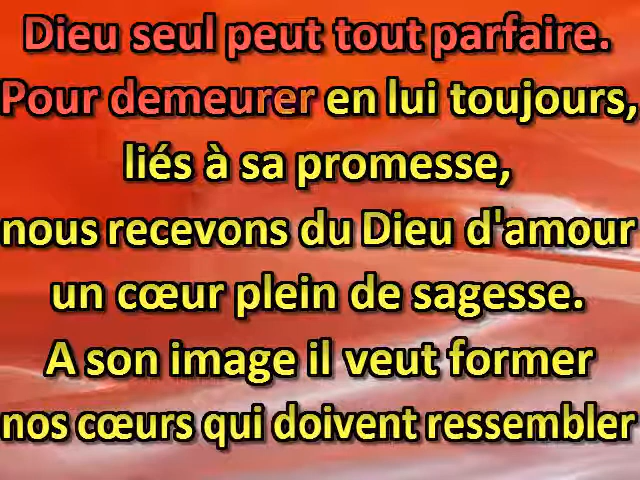 Dieu seul peut tout parfaire.
Pour demeurer en lui toujours,
liés à sa promesse,
nous recevons du Dieu d'amour
un cœur plein de sagesse.
A son image il veut former
nos cœurs qui doivent ressembler